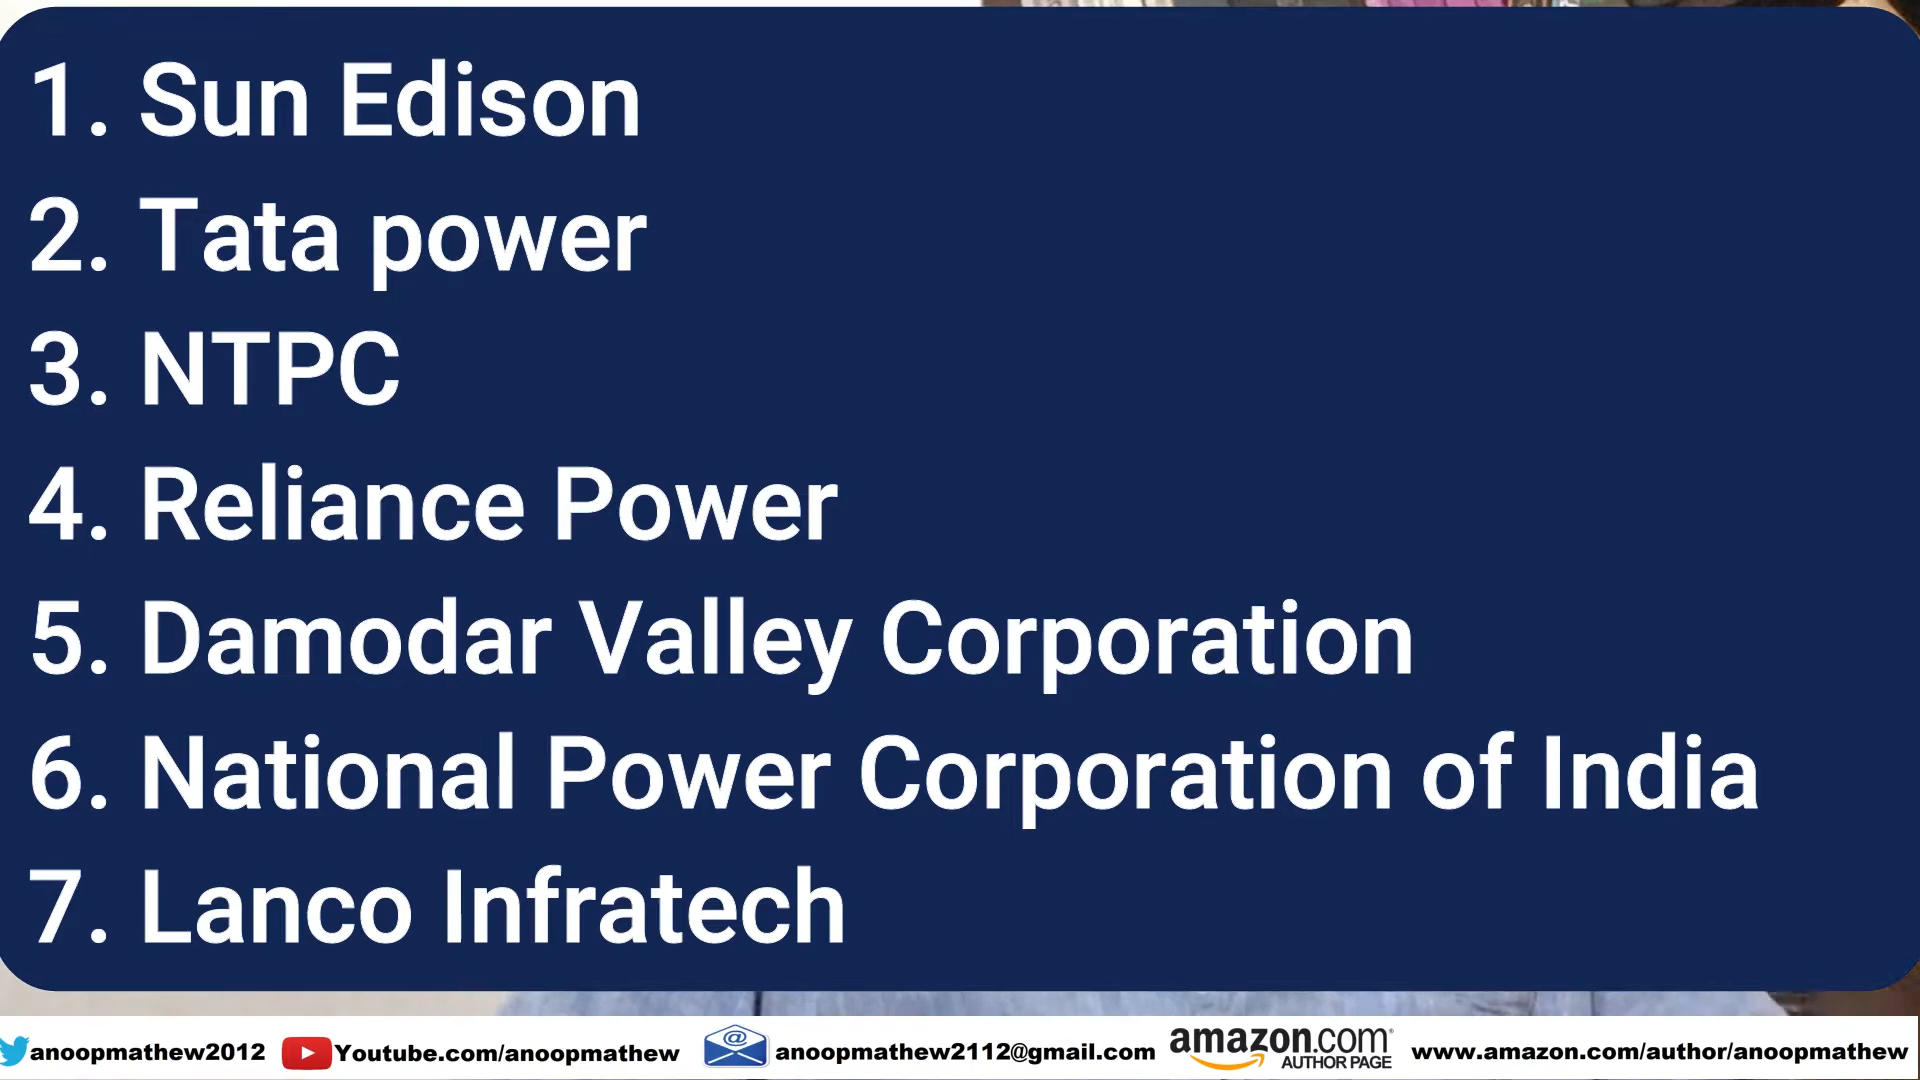 1. Sun Edison
2. Tata power
3. NTPC
4. Reliance Power
5. Damodar Valley Corporation
6. National Power Corporation of India
7. Lanco Infratech
anoopmathew2012 Youtube.com/anoopmathew anoopmathew2112@gmail.com amazon.com AUTHOR PAGE www.amazon.com/author/anoopmathew